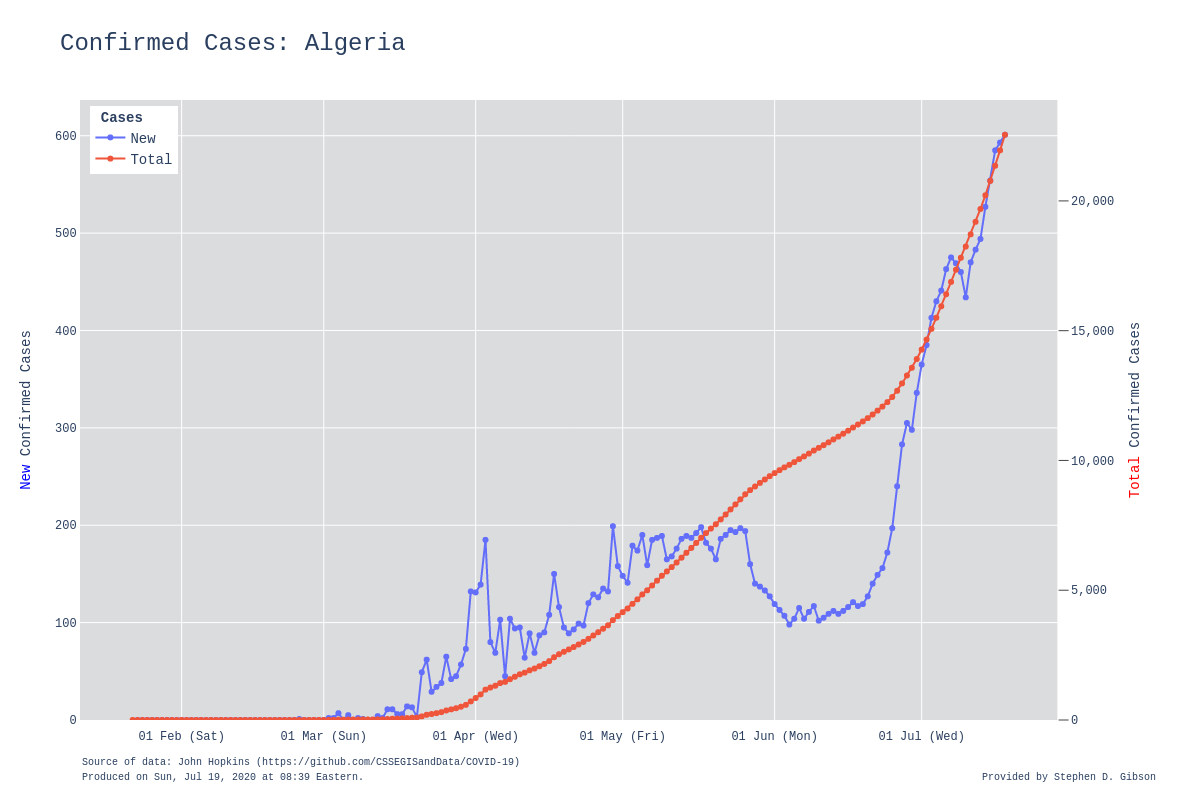 Confirmed Cases: Algeria
Cases
New
Total
600
500
400
300
200
100
0
20,000
15,000
10,000
5,000
0
New Confirmed Cases
Total Confirmed Cases
01 Feb (Sat)
01 Mar (Sun)
01 Apr (Wed)
01 May (Fri)
01 Jun (Mon)
01 Jul (Wed)
Source of data: John Hopkins (https://github.com/CSSEGISandData/COVID-19)
Produced on Sun, Jul 19, 2020 at 08:39 Eastern.
Provided by Stephen D. Gibson